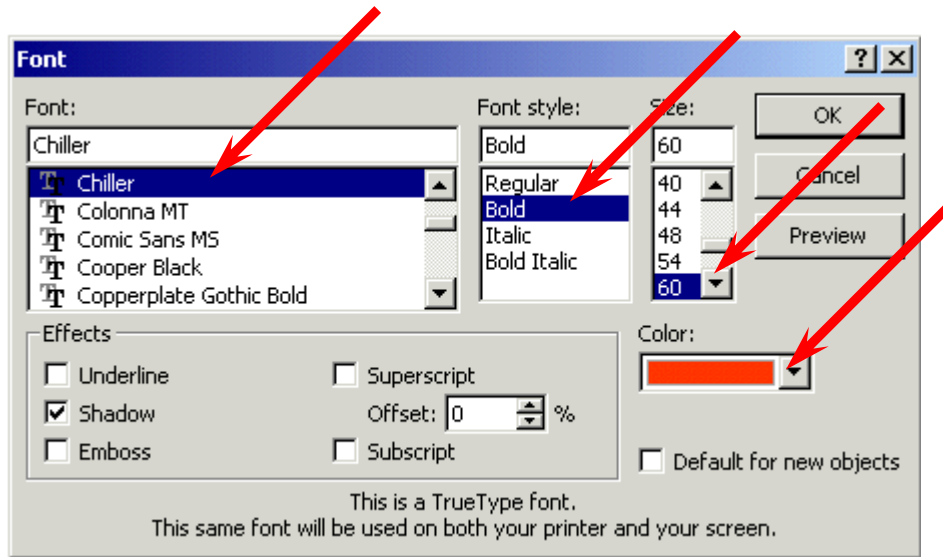 Font
Font:
Font style:
Size:
Chiller
Bold
60
OK
Chiller
Colonna MT
Comic Sans MS
Cooper Black
Copperplate Gothic Bold
Regular
Bold
Italic
Bold Italic
40
44
48
54
60
Cancel
Preview
Effects
Underline
Shadow
Emboss
Superscript
Offset: 0 %
Subscript
Color:
Default for new objects
This is a TrueType font.
This same font will be used on both your printer and your screen.